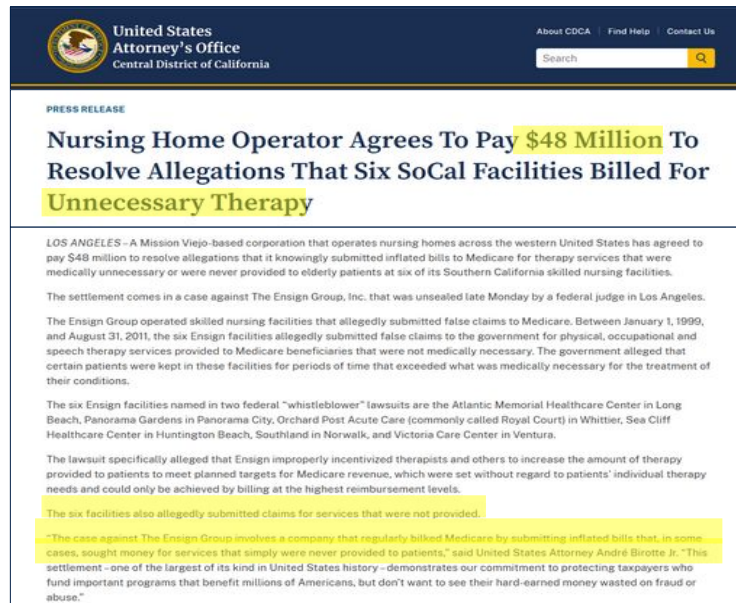 United States
Attorney's Office
Central District of California
About CDCA | Find Help | Contact Us
Search
PRESS RELEASE
Nursing Home Operator Agrees To Pay $48 Million To
Resolve Allegations That Six SoCal Facilities Billed For
Unnecessary Therapy
LOS ANGELES – A Mission Viejo-based corporation that operates nursing homes across the western United States has agreed to
pay $48 million to resolve allegations that it knowingly submitted inflated bills to Medicare for therapy services that were
medically unnecessary or were never provided to elderly patients at six of its Southern California skilled nursing facilities.
The settlement comes in a case against The Ensign Group, Inc. that was unsealed late Monday by a federal judge in Los Angeles.
The Ensign Group operated skilled nursing facilities that allegedly submitted false claims to Medicare. Between January 1, 1999,
and August 31, 2011, the six Ensign facilities allegedly submitted false claims to the government for physical, occupational and
speech therapy services provided to Medicare beneficiaries that were not medically necessary. The government alleged that
certain patients were kept in these facilities for periods of time that exceeded what was medically necessary for the treatment of
their conditions.
The six Ensign facilities named in two federal "whistleblower" lawsuits are the Atlantic Memorial Healthcare Center in Long
Beach, Panorama Gardens in Panorama City, Orchard Post Acute Care (commonly called Royal Court) in Whittier, Sea Cliff
Healthcare Center in Huntington Beach, Southland in Norwalk, and Victoria Care Center in Ventura.
The lawsuit specifically alleged that Ensign improperly incentivized therapists and others to increase the amount of therapy
provided to patients to meet planned targets for Medicare revenue, which were set without regard to patients' individual therapy
needs and could only be achieved by billing at the highest reimbursement levels.
The six facilities also allegedly submitted claims for services that were not provided.
"The case against The Ensign Group involves a company that regularly bilked Medicare by submitting inflated bills that, in some
cases, sought money for services that simply were never provided to patients," said United States Attorney André Birotte Jr. "This
settlement – one of the largest of its kind in United States history – demonstrates our commitment to protecting taxpayers who
fund important programs that benefit millions of Americans, but don't want to see their hard-earned money wasted on fraud or
abuse."